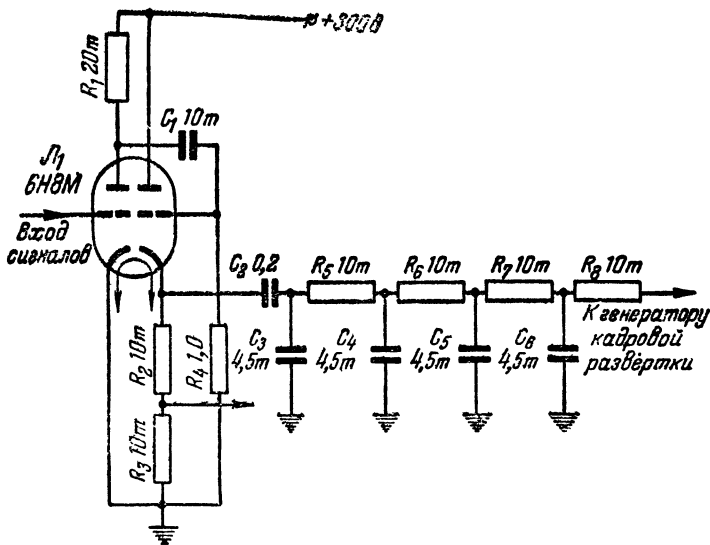 +300в
R1 20т
C1 10т
Л1
6Н8М
Вход
сигналов
C2 0,2
R5 10т
R6 10т
R7 10т
R8 10т
К генератору
кадровой
развёртки
C3
4,5т
C4
4,5т
C5
4,5т
C6
4,5т
R2 10т
R4 1,0
R3 10т